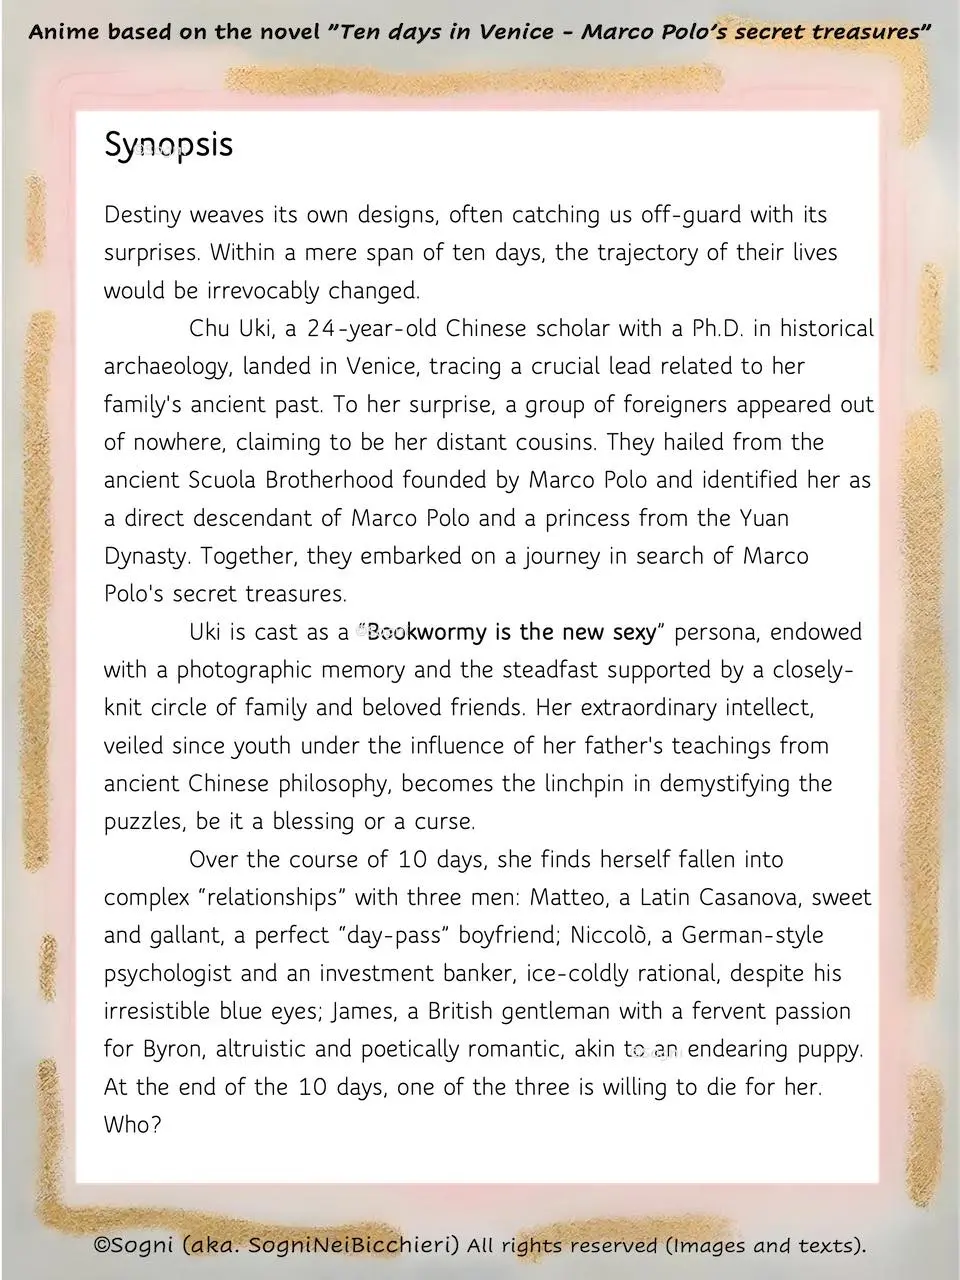 Anime based on the novel "Ten days in Venice - Marco Polo's secret treasures"
Synopsis
Destiny weaves its own designs, often catching us off-guard with its
surprises. Within a mere span of ten days, the trajectory of their lives
would be irrevocably changed.
Chu Uki, a 24-year-old Chinese scholar with a Ph.D. in historical
archaeology, landed in Venice, tracing a crucial lead related to her
family's ancient past. To her surprise, a group of foreigners appeared out
of nowhere, claiming to be her distant cousins. They hailed from the
ancient Scuola Brotherhood founded by Marco Polo and identified her as
a direct descendant of Marco Polo and a princess from the Yuan
Dynasty. Together, they embarked on a journey in search of Marco
Polo's secret treasures.
Uki is cast as a "Bookwormy is the new sexy" persona, endowed
with a photographic memory and the steadfast supported by a closely-
knit circle of family and beloved friends. Her extraordinary intellect,
veiled since youth under the influence of her father's teachings from
ancient Chinese philosophy, becomes the linchpin in demystifying the
puzzles, be it a blessing or a curse.
Over the course of 10 days, she finds herself fallen into
complex "relationships" with three men: Matteo, a Latin Casanova, sweet
and gallant, a perfect "day-pass" boyfriend; Niccolò, a German-style
psychologist and an investment banker, ice-coldly rational, despite his
irresistible blue eyes; James, a British gentleman with a fervent passion
for Byron, altruistic and poetically romantic, akin to an endearing puppy.
At the end of the 10 days, one of the three is willing to die for her.
Who?
©Sogni (aka. SogniNeiBicchieri) All rights reserved (Images and texts).